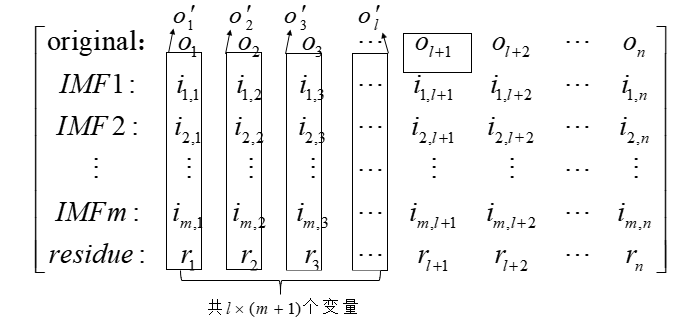 o′₁ o′₂ o′₃ o′ₗ
original： o₁ o₂ o₃ ⋯ oₗ₊₁ oₗ₊₂ ⋯ oₙ
IMF1: i₁,₁ i₁,₂ i₁,₃ ⋯ i₁,ₗ₊₁ i₁,ₗ₊₂ ⋯ i₁,ₙ
IMF2: i₂,₁ i₂,₂ i₂,₃ ⋯ i₂,ₗ₊₁ i₂,ₗ₊₂ ⋯ i₂,ₙ
⋮ ⋮ ⋮ ⋮ ⋯ ⋮ ⋮ ⋯ ⋮
IMFm: iₘ,₁ iₘ,₂ iₘ,₃ ⋯ iₘ,ₗ₊₁ iₘ,ₗ₊₂ ⋯ iₘ,ₙ
residue: r₁ r₂ r₃ ⋯ rₗ₊₁ rₗ₊₂ ⋯ rₙ
共 l×(m+1)个变量